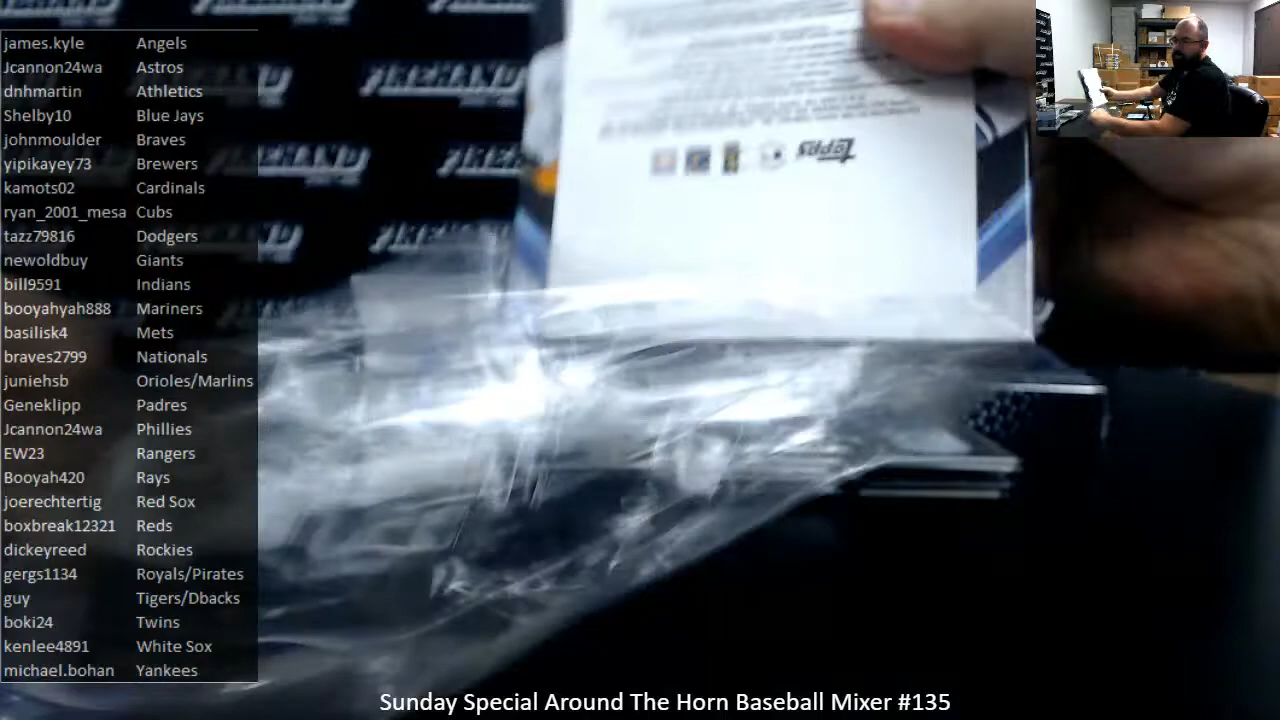 james.kyle Angels
Jcannon24wa Astros
dnhmartin Athletics
Shelby10 Blue Jays
johnmoulder Braves
yipikayey73 Brewers
kamots02 Cardinals
ryan_2001_mesa Cubs
tazz79816 Dodgers
newoldbuy Giants
bill9591 Indians
booyahyah888 Mariners
basilisk4 Mets
braves2799 Nationals
juniehsb Orioles/Marlins
Geneklipp Padres
Jcannon24wa Phillies
EW23 Rangers
Booyah420 Rays
joerechtertig Red Sox
boxbreak12321 Reds
dickeyreed Rockies
gergs1134 Royals/Pirates
guy Tigers/Dbacks
boki24 Twins
kenlee4891 White Sox
michael.bohan Yankees
Topps
Sunday Special Around The Horn Baseball Mixer #135